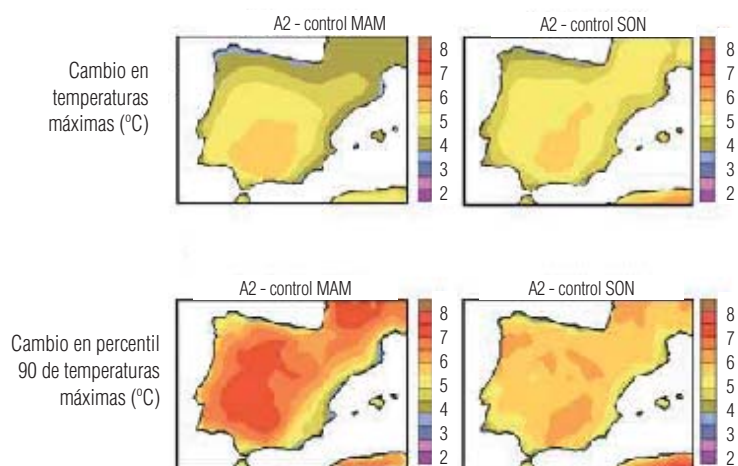 A2 - control MAM
A2 - control SON
Cambio en
temperaturas
máximas (ºC)
8
7
6
5
4
3
2
8
7
6
5
4
3
2
A2 - control MAM
A2 - control SON
Cambio en percentil
90 de temperaturas
máximas (ºC)
8
7
6
5
4
3
2
8
7
6
5
4
3
2